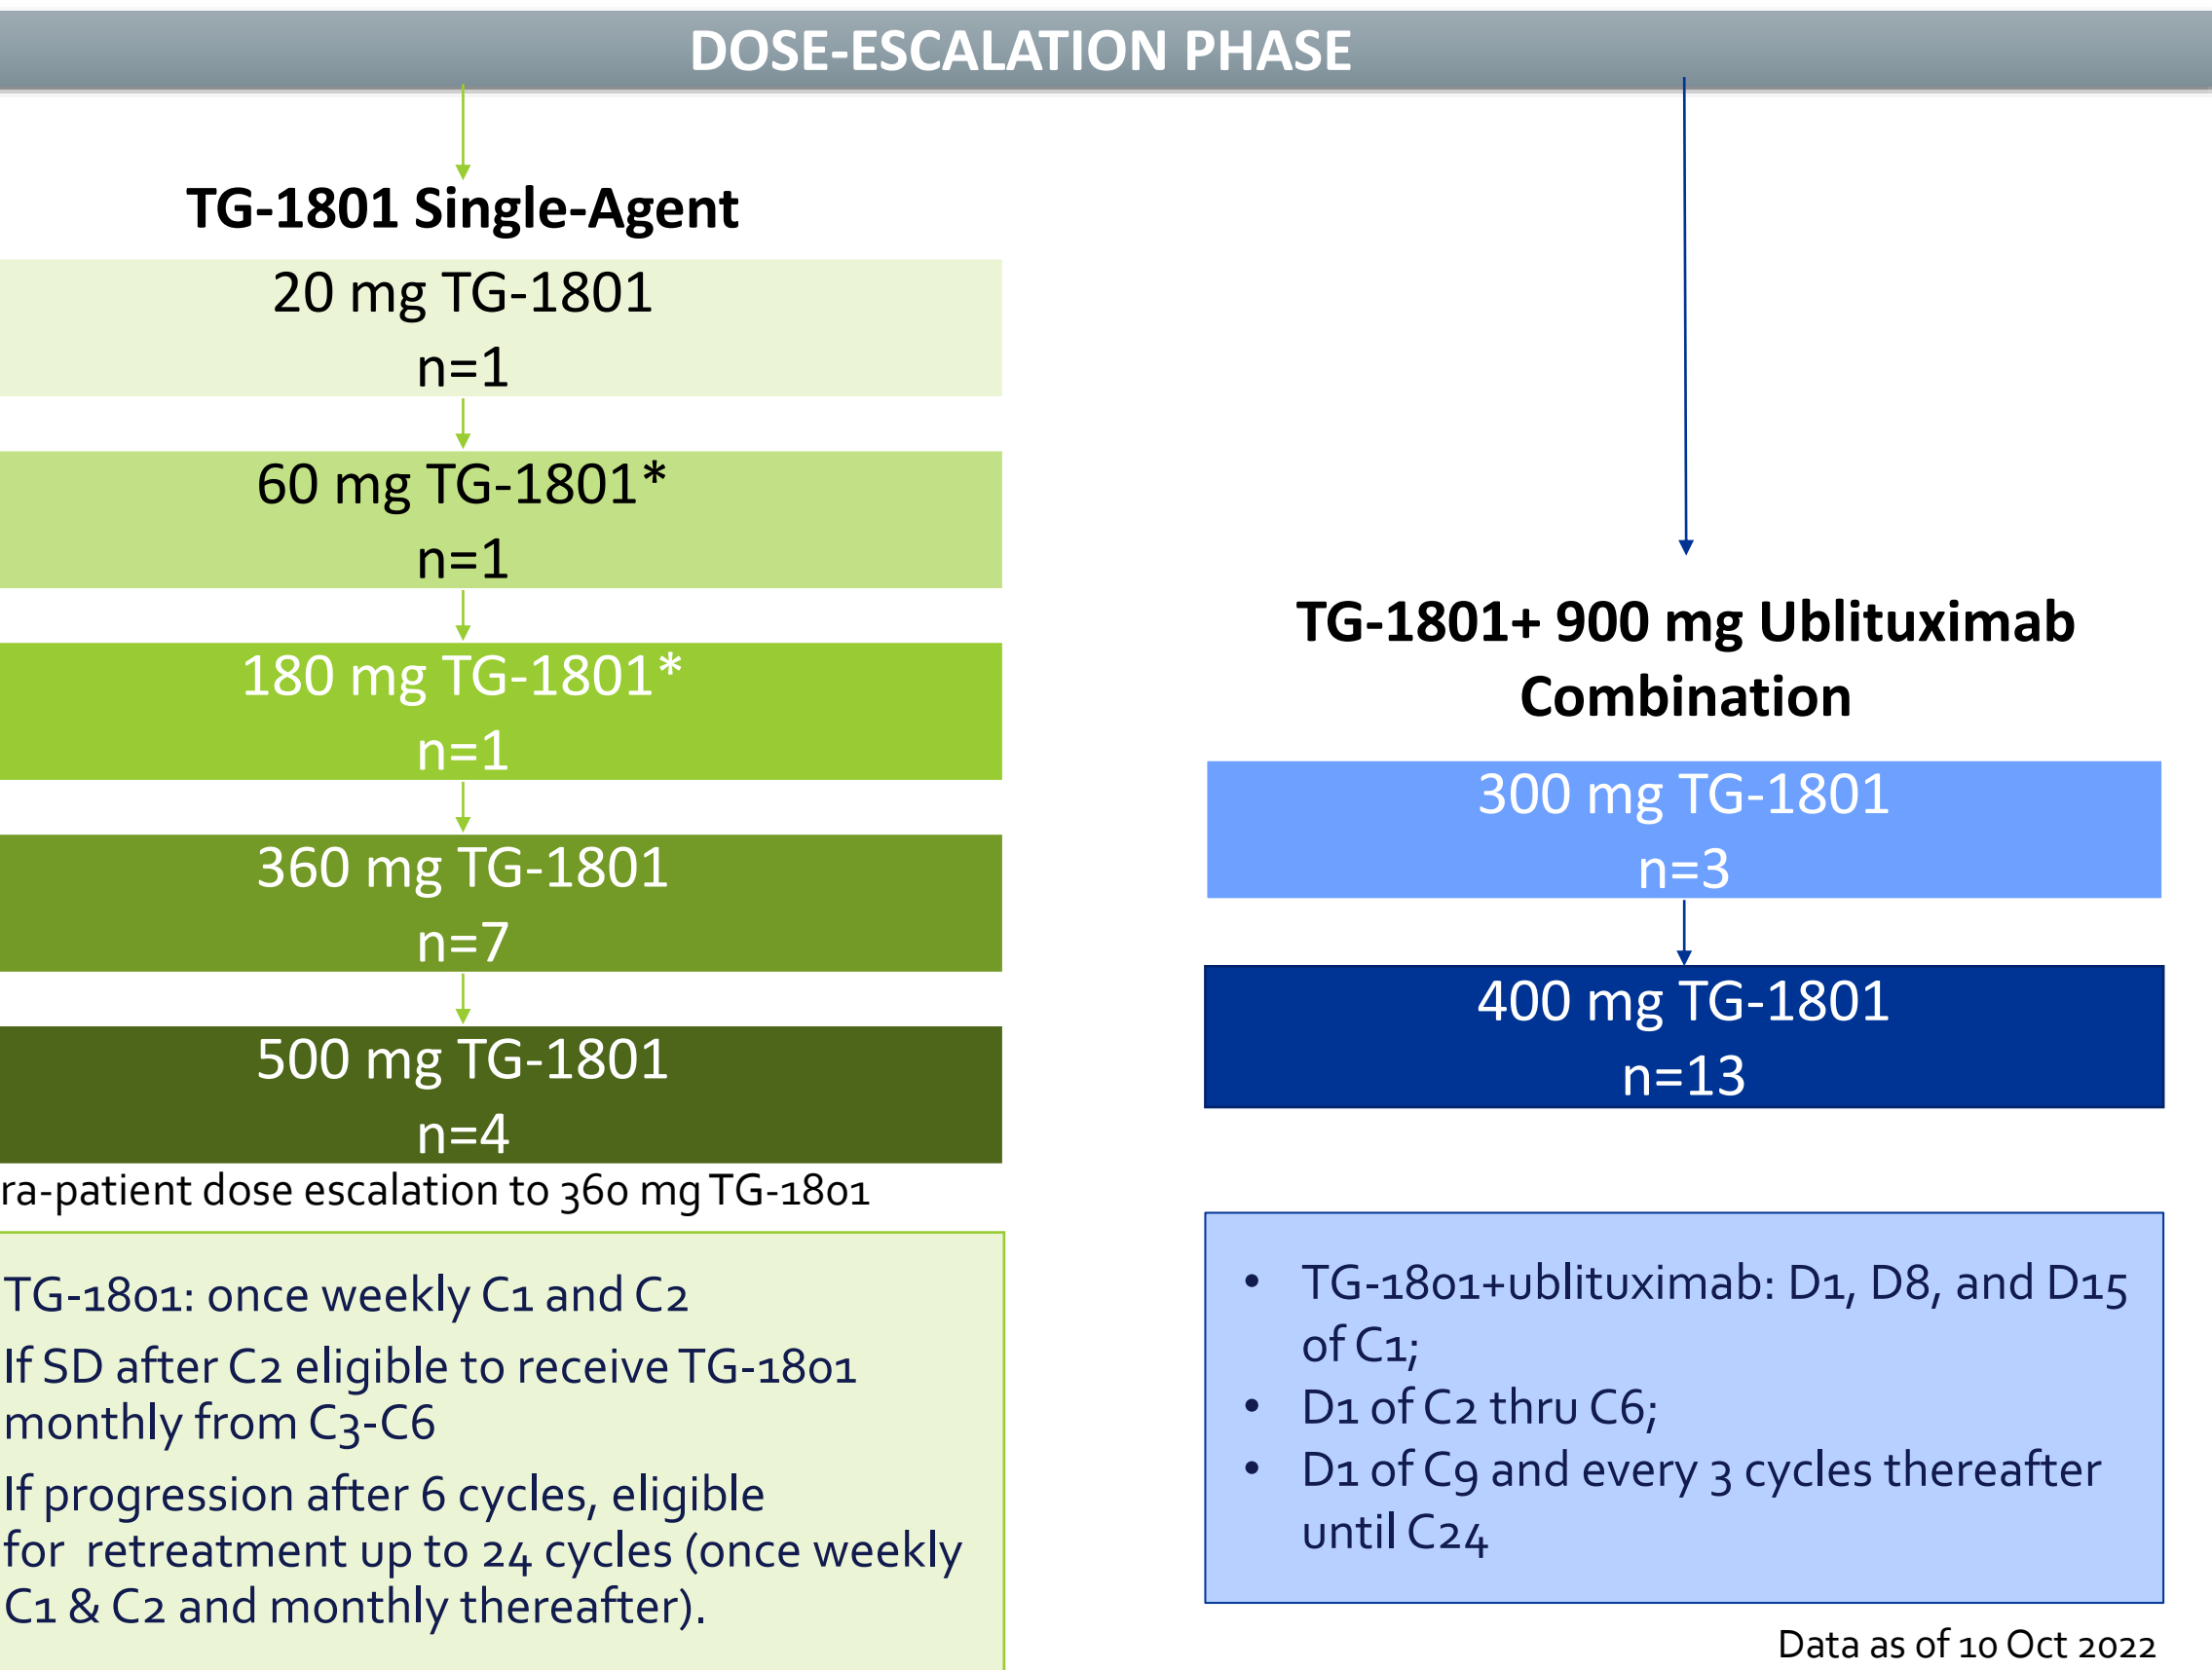 DOSE-ESCALATION PHASE
TG-1801 Single-Agent
20 mg TG-1801
n=1
60 mg TG-1801*
n=1
180 mg TG-1801*
n=1
360 mg TG-1801
n=7
500 mg TG-1801
n=4
ra-patient dose escalation to 360 mg TG-1801
TG-1801: once weekly C1 and C2
If SD after C2 eligible to receive TG-1801
monthly from C3-C6
If progression after 6 cycles, eligible
for retreatment up to 24 cycles (once weekly
C1 & C2 and monthly thereafter).
TG-1801+ 900 mg Ublituximab
Combination
300 mg TG-1801
n=3
400 mg TG-1801
n=13
• TG-1801+ublituximab: D1, D8, and D15
of C1;
• D1 of C2 thru C6;
• D1 of C9 and every 3 cycles thereafter
until C24
Data as of 10 Oct 2022